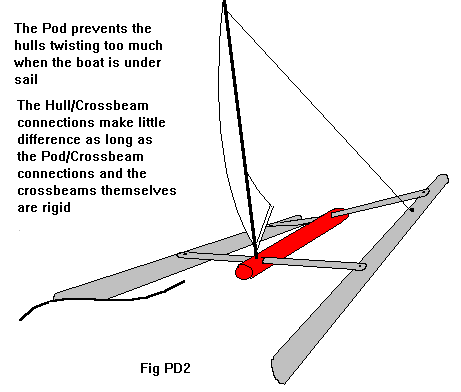 The Pod prevents the
hulls twisting too much
when the boat is under
sail
The Hull/Crossbeam
connections make little
difference as long as
the Pod/Crossbeam
connections and the
crossbeams themselves
are rigid
Fig PD2